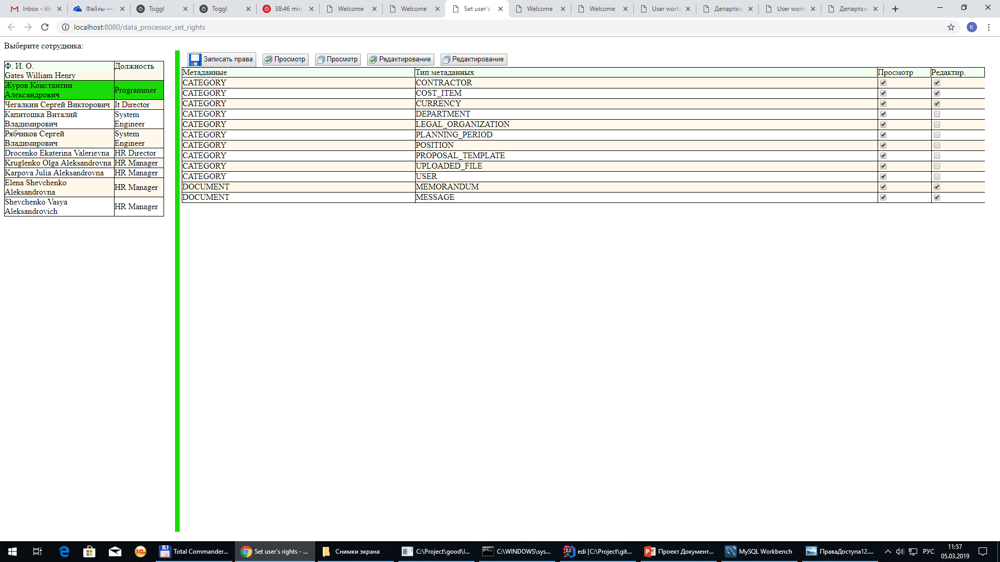 Inbox - itk
Файлы —
Toggl
Toggl
38:46 min
Welcome
Welcome
Set user's r
Welcome
Welcome
User works
Департам
User works
Департам
localhost:8080/data_processor_set_rights
K
Выберите сотрудника:
Ф. И. О. Должность
Gates William Henry
Журов Константин
Александрович
Programmer
Чегалкин Сергей Викторович It Director
Капитошка Виталий
Владимирович
System
Engineer
Рябчиков Сергей
Владимирович
System
Engineer
Drocenko Ekaterina Valerievna HR Director
Kruglenko Olga Aleksandrovna HR Manager
Karpova Julia Aleksandrovna HR Manager
Elena Shevchenko
Aleksandrovna
HR Manager
Shevchenko Vasya
Aleksandrovich
HR Manager
Записать права Просмотр Просмотр Редактирование Редактирование
Метаданные Тип метаданных Просмотр Редактир.
CATEGORY CONTRACTOR
CATEGORY COST_ITEM
CATEGORY CURRENCY
CATEGORY DEPARTMENT
CATEGORY LEGAL_ORGANIZATION
CATEGORY PLANNING_PERIOD
CATEGORY POSITION
CATEGORY PROPOSAL_TEMPLATE
CATEGORY UPLOADED_FILE
CATEGORY USER
DOCUMENT MEMORANDUM
DOCUMENT MESSAGE
Total Commander...
Set user's rights - ...
Снимки экрана
C:\Project\good\I...
C:\WINDOWS\sys...
edi [C:\Project\git...
Проект Документ...
MySQL Workbench
ПраваДоступа12....
РУС
11:57
05.03.2019